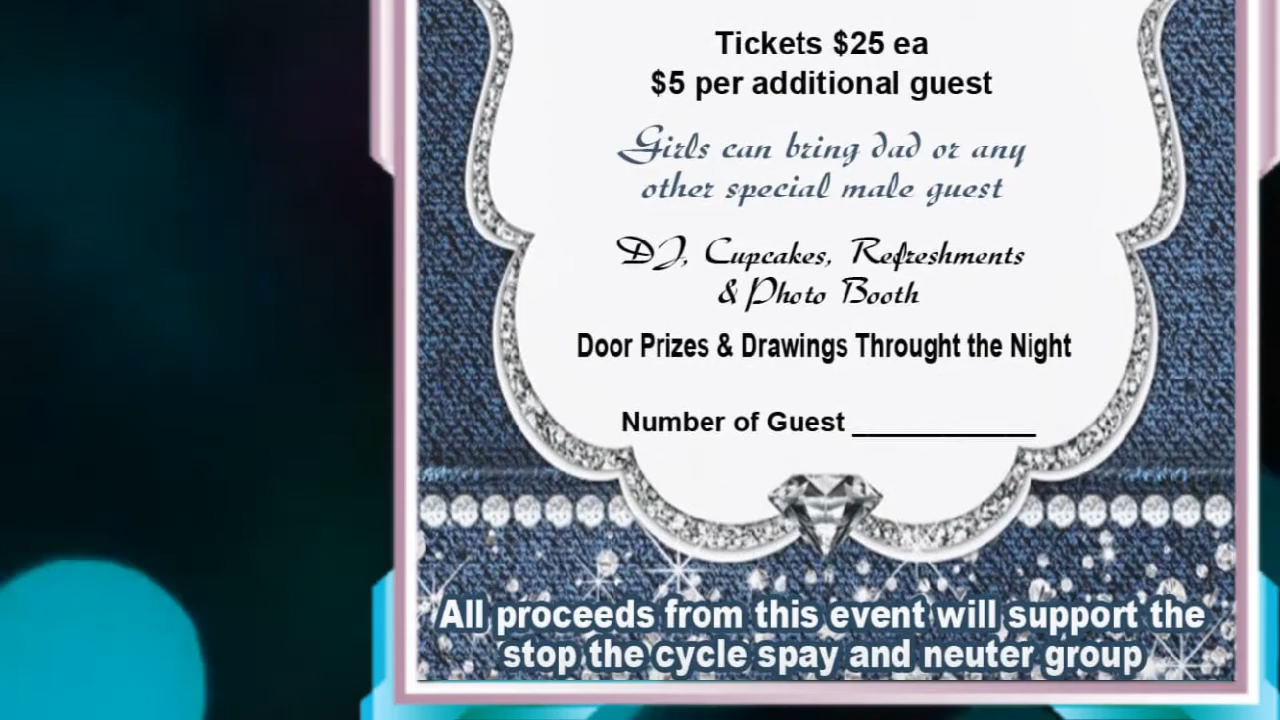 Tickets $25 ea
$5 per additional guest
Girls can bring dad or any
other special male guest
DJ, Cupcakes, Refreshments
& Photo Booth
Door Prizes & Drawings Throught the Night
Number of Guest ____________
All proceeds from this event will support the
stop the cycle spay and neuter group